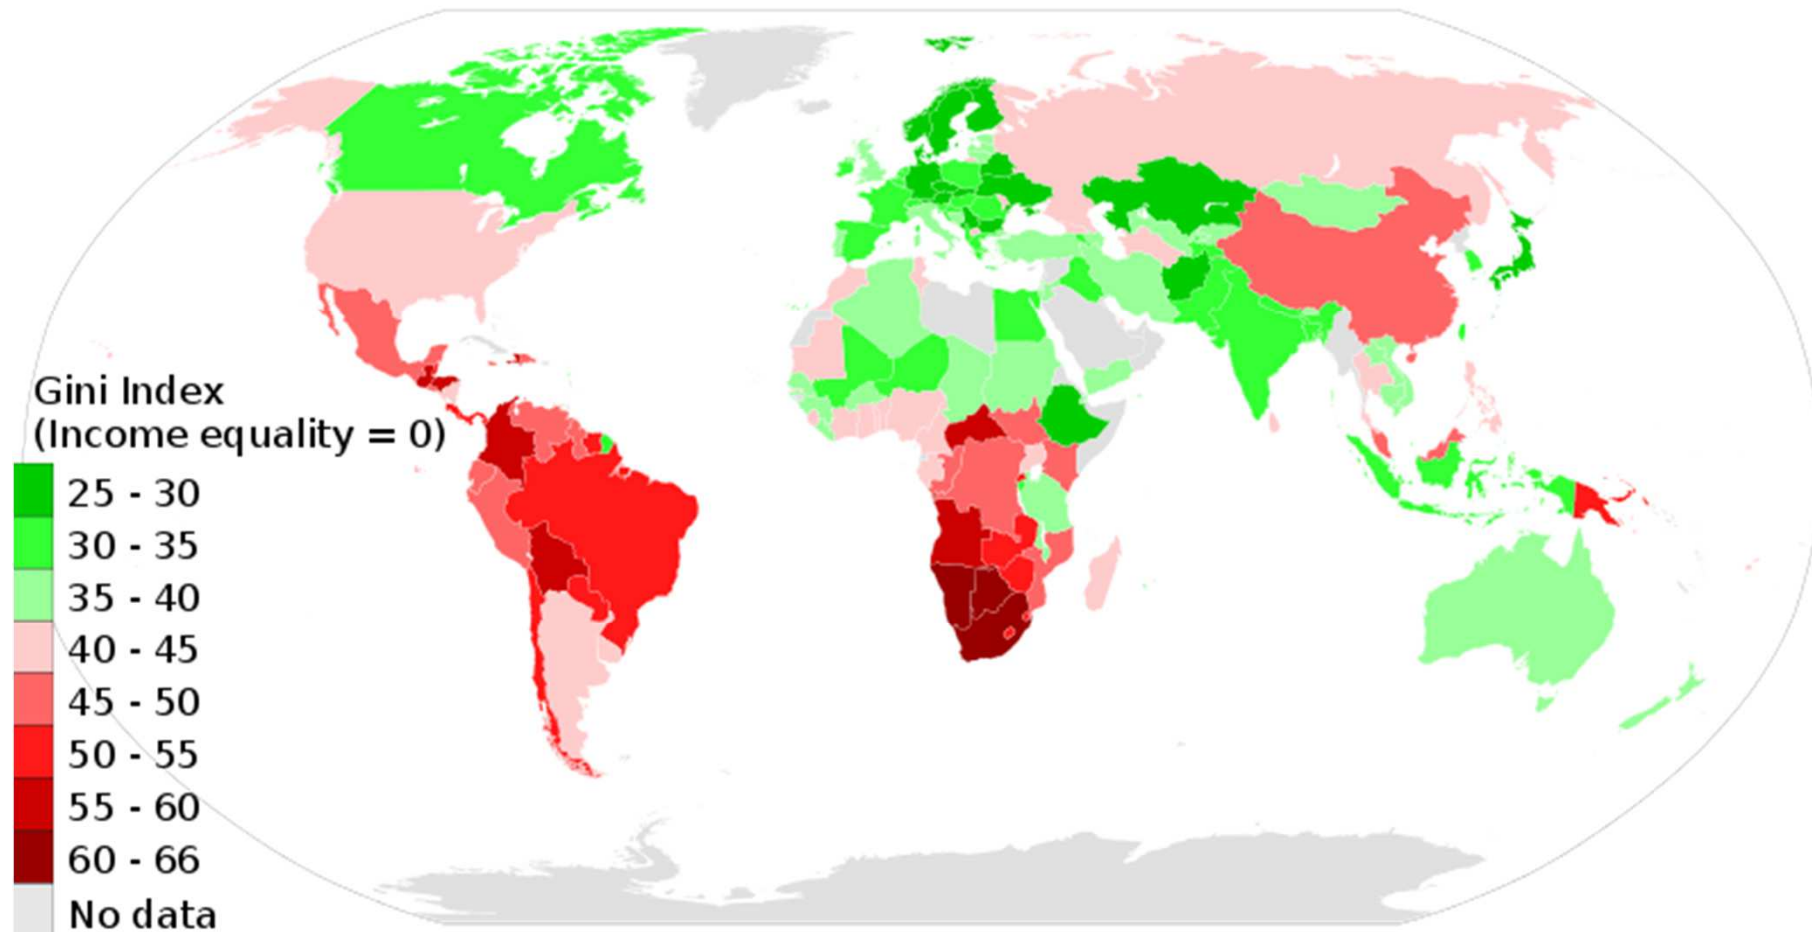 Gini Index
(Income equality = 0)
25 - 30
30 - 35
35 - 40
40 - 45
45 - 50
50 - 55
55 - 60
60 - 66
No data